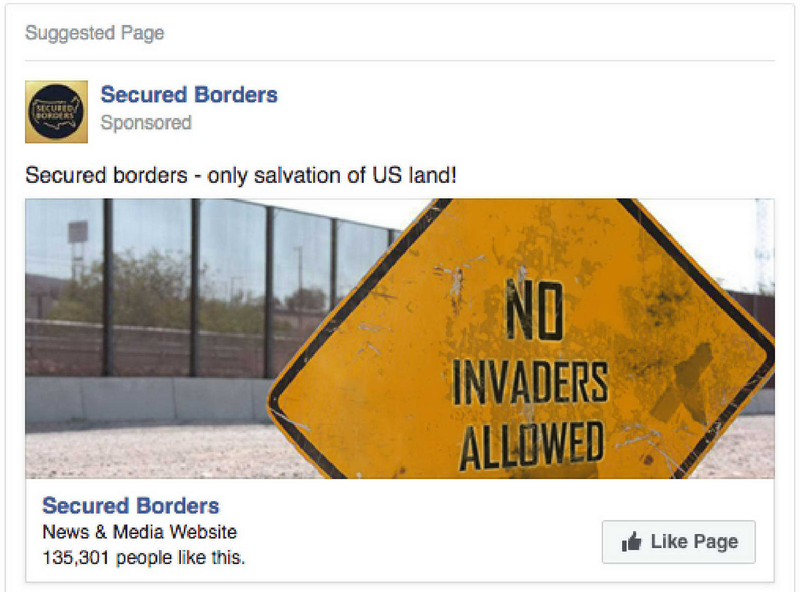 Suggested Page
SECURED
BORDERS
Secured Borders
Sponsored
Secured borders - only salvation of US land!
NO
INVADERS
ALLOWED
Secured Borders
News & Media Website
135,301 people like this.
Like Page